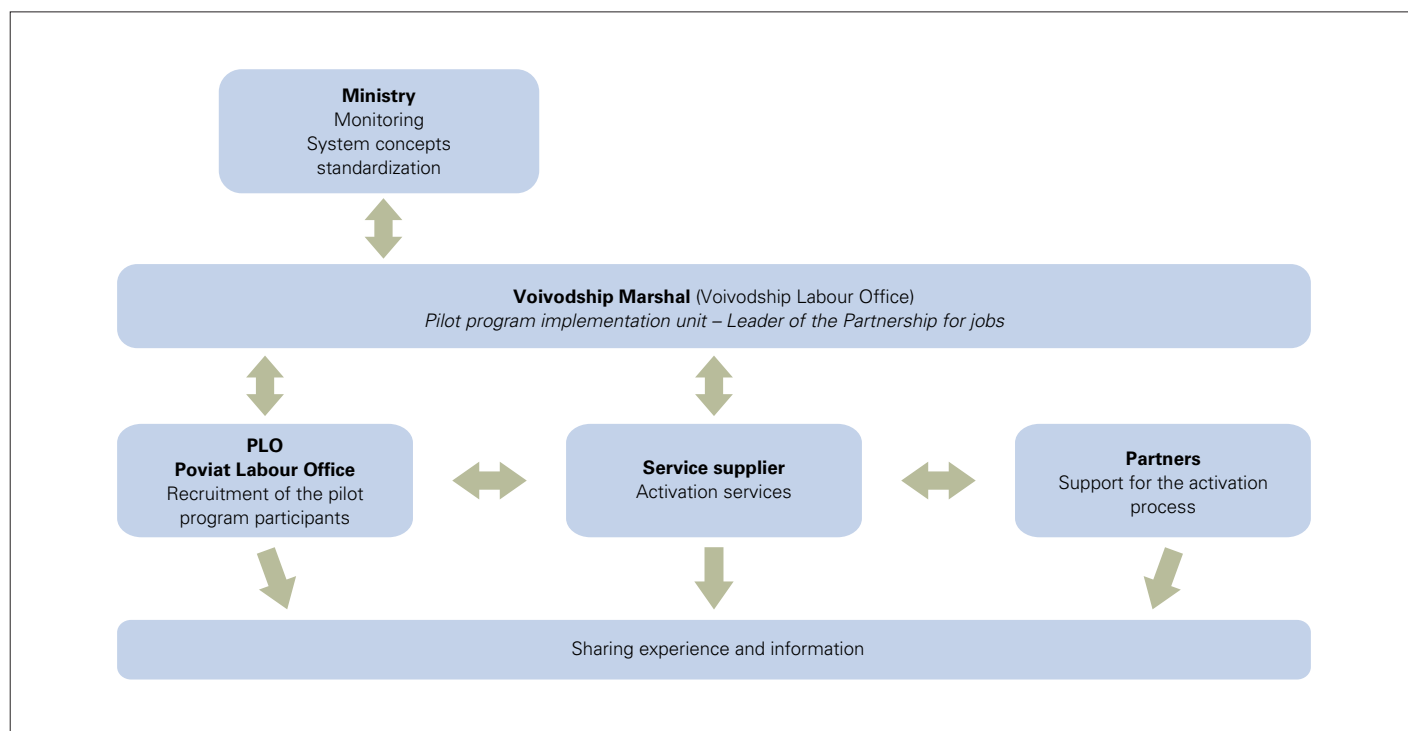 Ministry
Monitoring
System concepts
standardization
Voivodship Marshal (Voivodship Labour Office)
Pilot program implementation unit – Leader of the Partnership for jobs
PLO
Poviat Labour Office
Recruitment of the pilot
program participants
Service supplier
Activation services
Partners
Support for the activation
process
Sharing experience and information